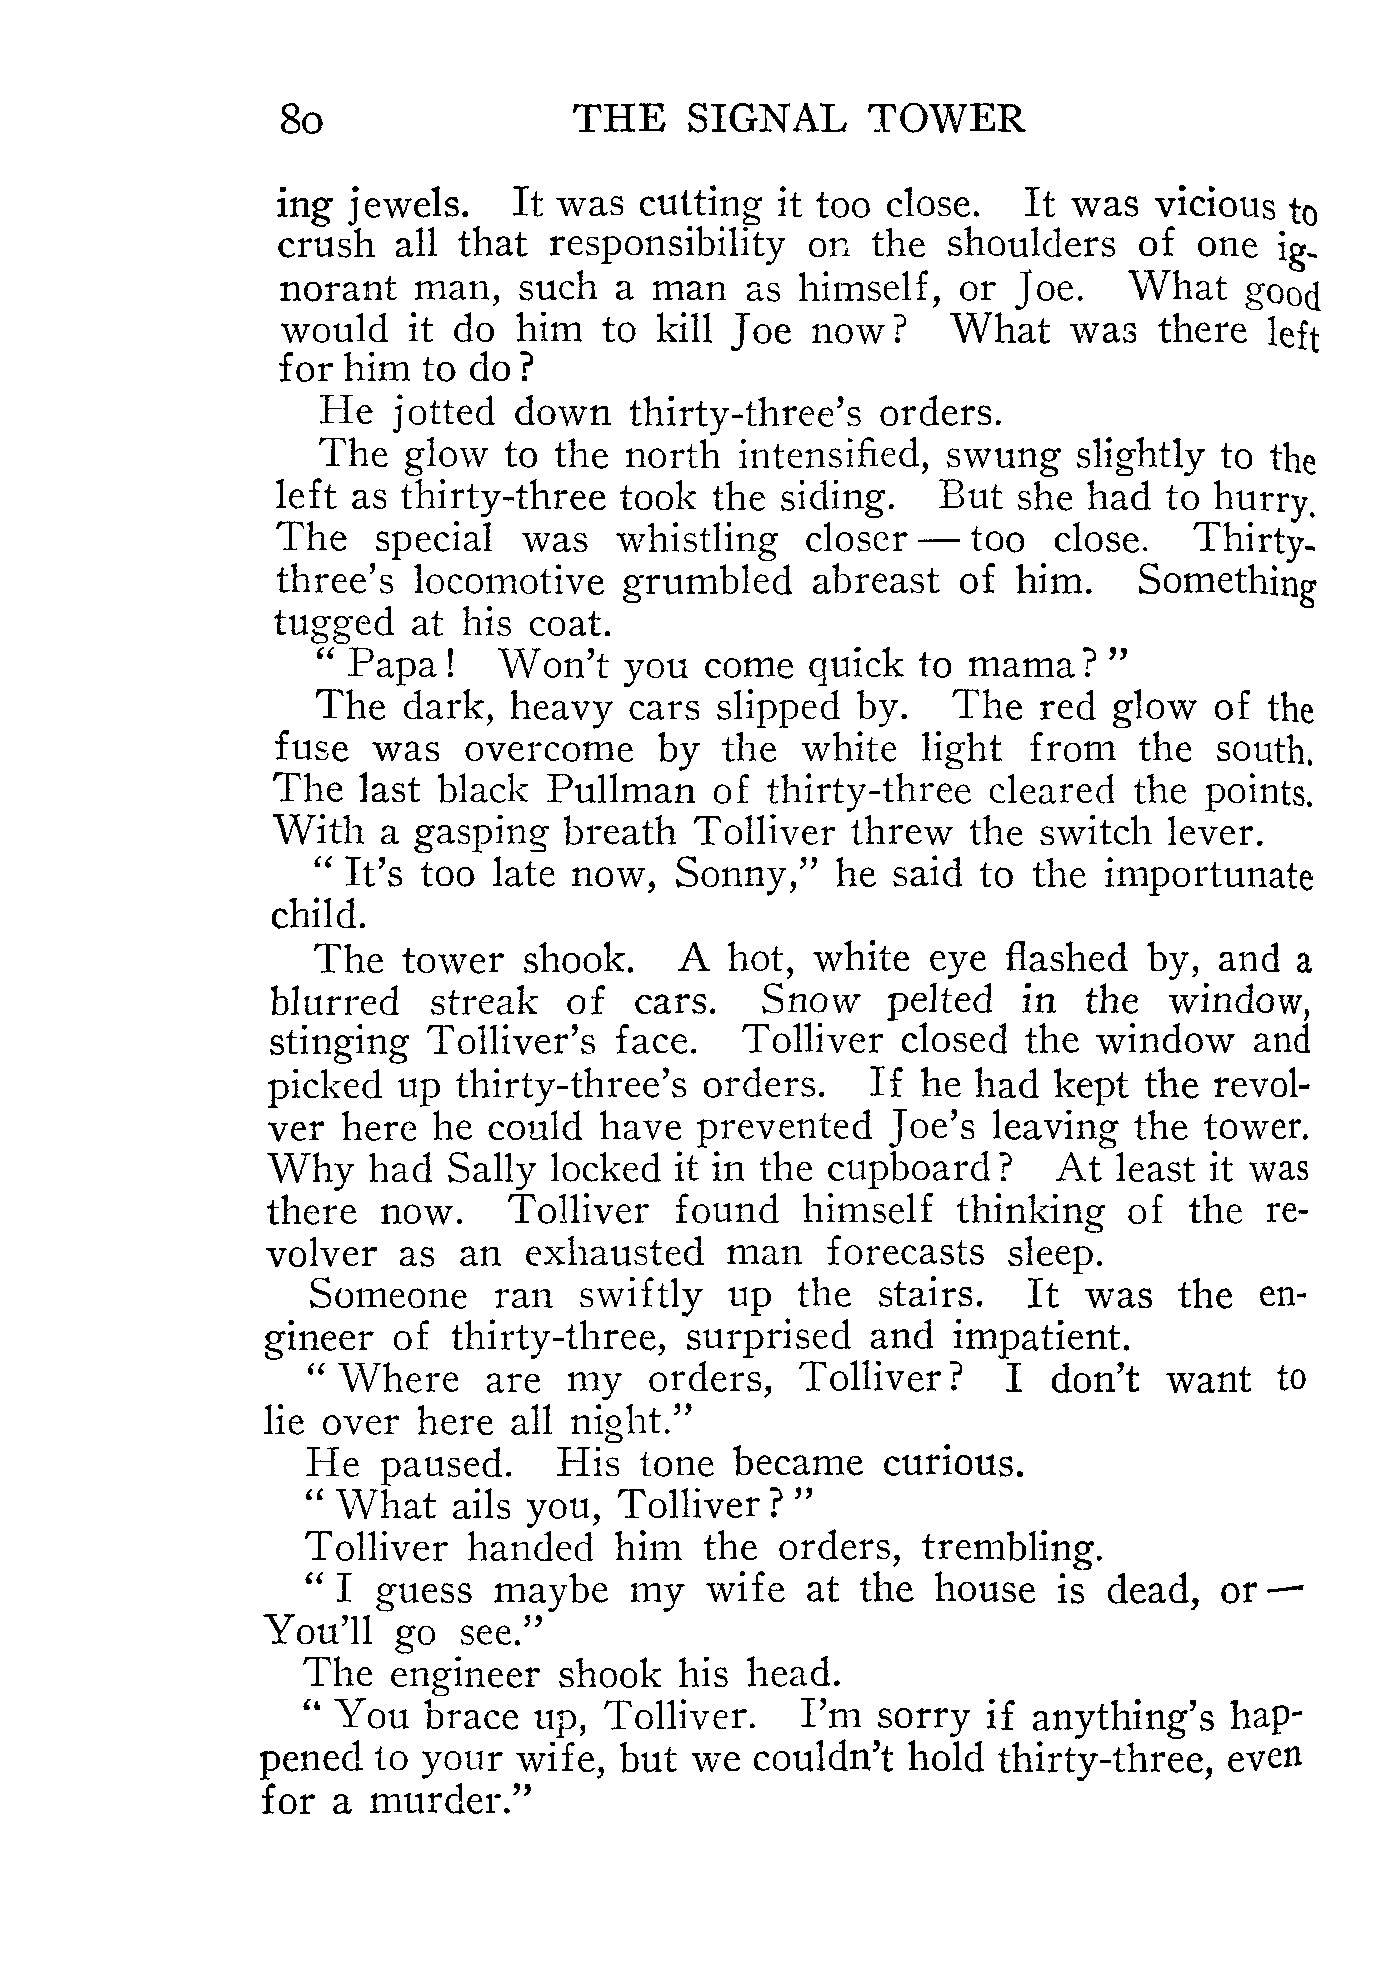 80 THE SIGNAL TOWER
ing jewels. It was cutting it too close. It was vicious to
crush all that responsibility on the shoulders of one ig-
norant man, such a man as himself, or Joe. What good
would it do him to kill Joe now? What was there left
for him to do?
He jotted down thirty-three's orders.
The glow to the north intensified, swung slightly to the
left as thirty-three took the siding. But she had to hurry.
The special was whistling closer — too close. Thirty-
three's locomotive grumbled abreast of him. Something
tugged at his coat.
" Papa! Won't you come quick to mama? "
The dark, heavy cars slipped by. The red glow of the
fuse was overcome by the white light from the south.
The last black Pullman of thirty-three cleared the points.
With a gasping breath Tolliver threw the switch lever.
" It's too late now, Sonny," he said to the importunate
child.
The tower shook. A hot, white eye flashed by, and a
blurred streak of cars. Snow pelted in the window,
stinging Tolliver's face. Tolliver closed the window and
picked up thirty-three's orders. If he had kept the revol-
ver here he could have prevented Joe's leaving the tower.
Why had Sally locked it in the cupboard? At least it was
there now. Tolliver found himself thinking of the re-
volver as an exhausted man forecasts sleep.
Someone ran swiftly up the stairs. It was the en-
gineer of thirty-three, surprised and impatient.
" Where are my orders, Tolliver? I don't want to
lie over here all night."
He paused. His tone became curious.
" What ails you, Tolliver? "
Tolliver handed him the orders, trembling.
" I guess maybe my wife at the house is dead, or —
You'll go see."
The engineer shook his head.
" You brace up, Tolliver. I'm sorry if anything's hap-
pened to your wife, but we couldn't hold thirty-three, even
for a murder."